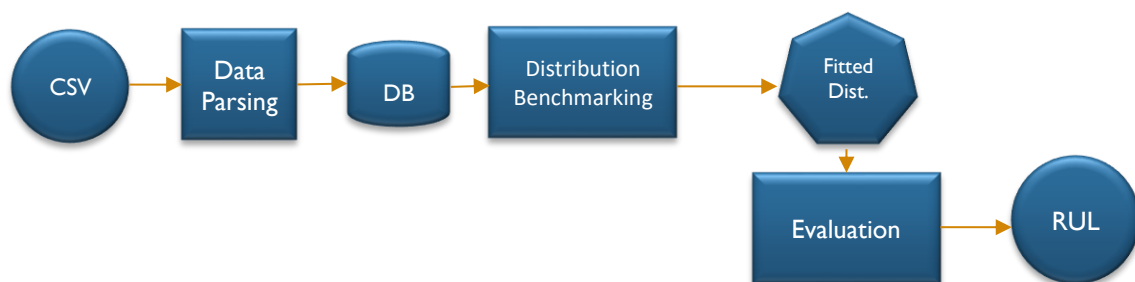 CSV
Data
Parsing
DB
Distribution
Benchmarking
Fitted
Dist.
Evaluation
RUL